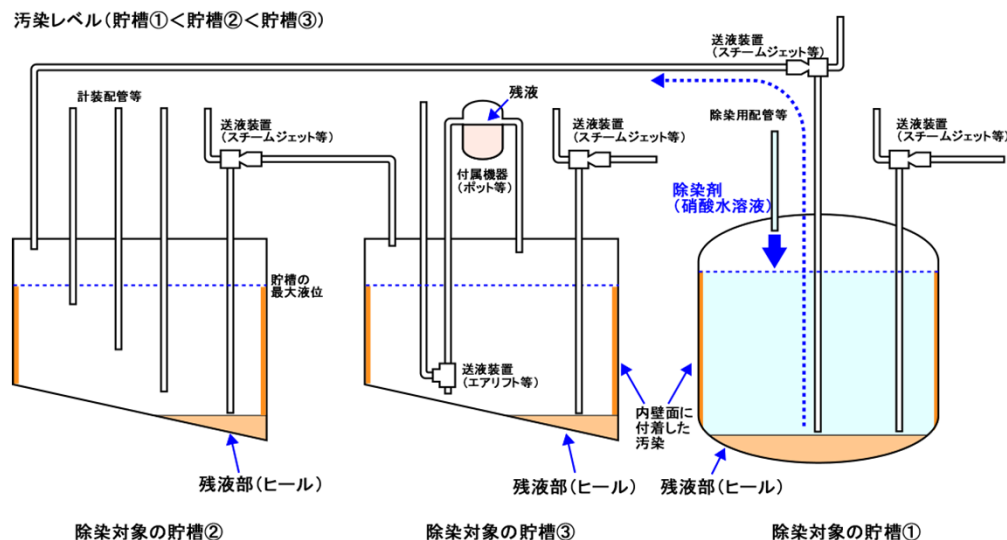 汚染レベル(貯槽①＜貯槽②＜貯槽③)
送液装置
(スチームジェット等)
計装配管等
送液装置
(スチームジェット等)
残液
付属機器
(ポット等)
送液装置
(スチームジェット等)
除染用配管等
送液装置
(スチームジェット等)
除染剤
(硝酸水溶液)
貯槽の
最大液位
送液装置
(エアリフト等)
内壁面に
付着した
汚染
残液部(ヒール)
残液部(ヒール)
残液部(ヒール)
除染対象の貯槽②
除染対象の貯槽③
除染対象の貯槽①